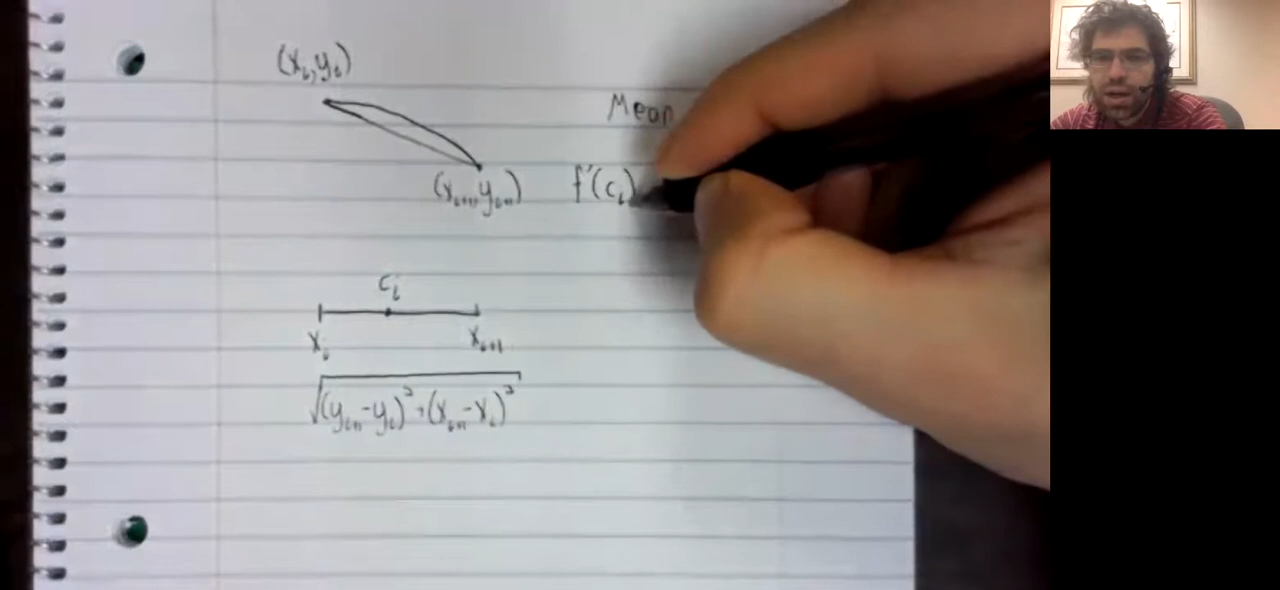 (xᵢ, yᵢ)
Mean
(xᵢ₊₁, yᵢ₊₁)
f'(cᵢ)
cᵢ
xᵢ
xᵢ₊₁
√((yᵢ₊₁-yᵢ)²+(xᵢ₊₁-xᵢ)²)